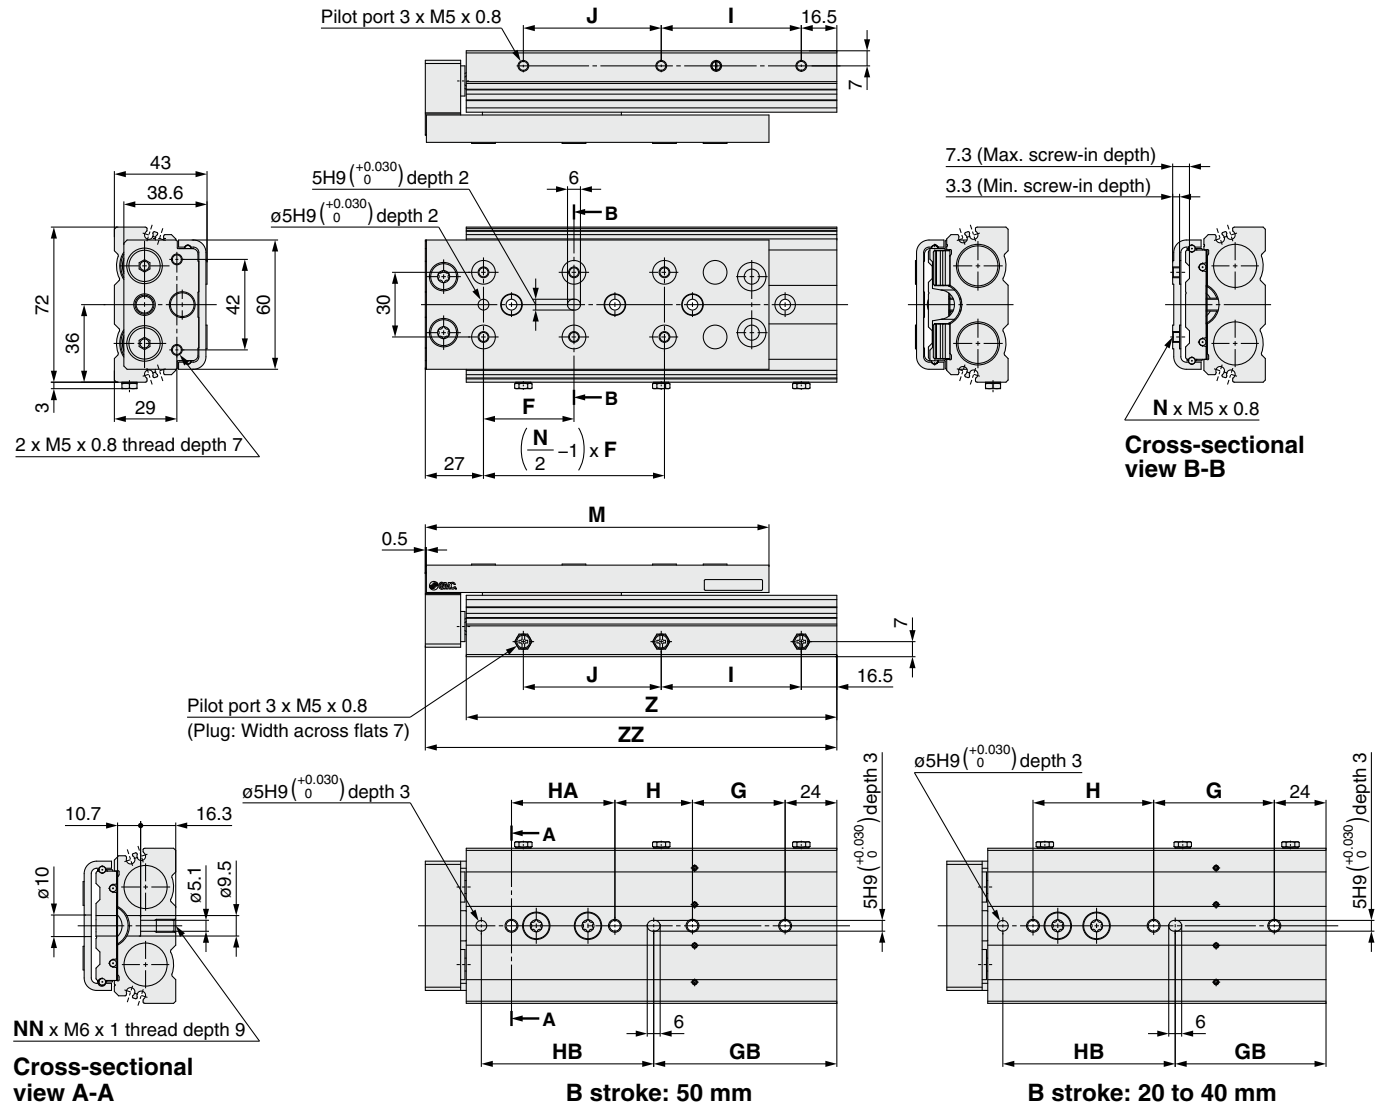 Pilot port 3 x M5 x 0.8
J
I
16.5
7
43
38.6
72
36
3
29
42
60
2 x M5 x 0.8 thread depth 7
5H9 (+0.030 0) depth 2
ø5H9 (+0.030 0) depth 2
6
B
30
B
F
(N/2 –1) x F
27
7.3 (Max. screw-in depth)
3.3 (Min. screw-in depth)
N x M5 x 0.8
Cross-sectional
view B-B
M
0.5
SMC
7
J
I
16.5
Z
ZZ
Pilot port 3 x M5 x 0.8
(Plug: Width across flats 7)
10.7
16.3
ø10
ø5.1
ø9.5
NN x M6 x 1 thread depth 9
Cross-sectional
view A-A
ø5H9 (+0.030 0) depth 3
HA
H
G
24
A
A
5H9 (+0.030 0) depth 3
6
HB
GB
B stroke: 50 mm
ø5H9 (+0.030 0) depth 3
H
G
24
5H9 (+0.030 0) depth 3
6
HB
GB
B stroke: 20 to 40 mm